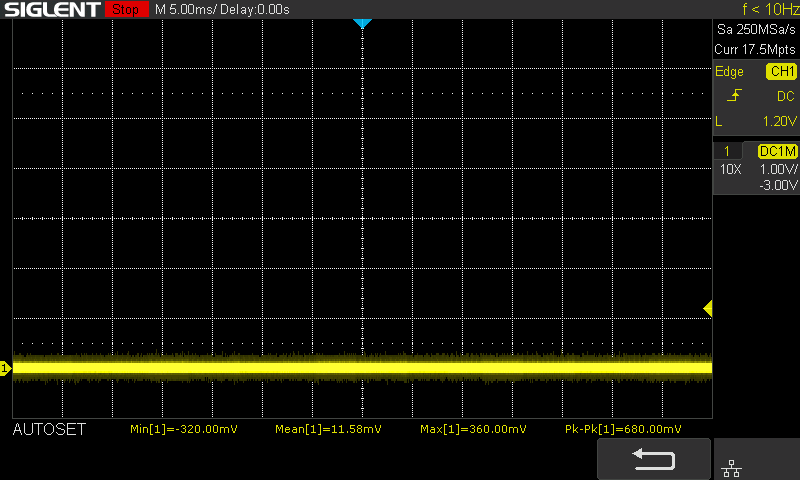 SIGLENT Stop M 5.00ms/ Delay:0.00s f < 10Hz
Sa 250MSa/s
Curr 17.5Mpts
Edge CH1
DC
L 1.20V
1 DC1M
10X 1.00V/
-3.00V
1
AUTOSET Min[1]=-320.00mV Mean[1]=11.58mV Max[1]=360.00mV Pk-Pk[1]=680.00mV